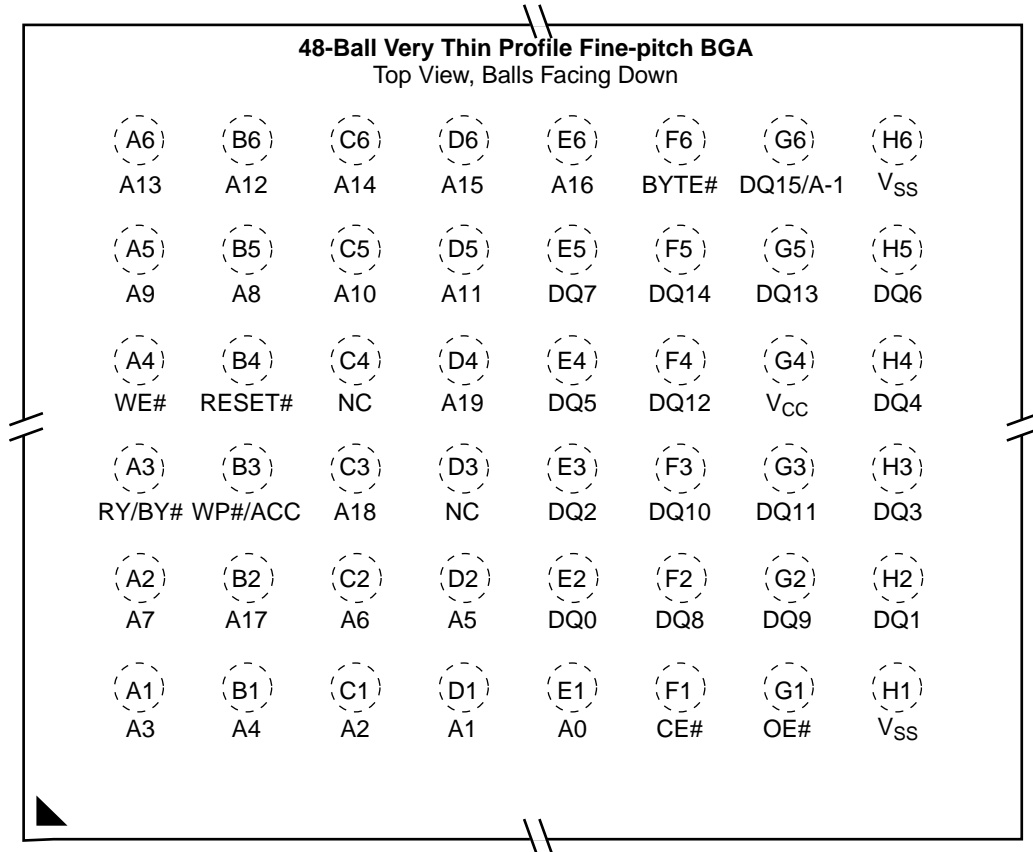 48-Ball Very Thin Profile Fine-pitch BGA
Top View, Balls Facing Down
A6 B6 C6 D6 E6 F6 G6 H6
A13 A12 A14 A15 A16 BYTE# DQ15/A-1 VSS
A5 B5 C5 D5 E5 F5 G5 H5
A9 A8 A10 A11 DQ7 DQ14 DQ13 DQ6
A4 B4 C4 D4 E4 F4 G4 H4
WE# RESET# NC A19 DQ5 DQ12 VCC DQ4
A3 B3 C3 D3 E3 F3 G3 H3
RY/BY# WP#/ACC A18 NC DQ2 DQ10 DQ11 DQ3
A2 B2 C2 D2 E2 F2 G2 H2
A7 A17 A6 A5 DQ0 DQ8 DQ9 DQ1
A1 B1 C1 D1 E1 F1 G1 H1
A3 A4 A2 A1 A0 CE# OE# VSS